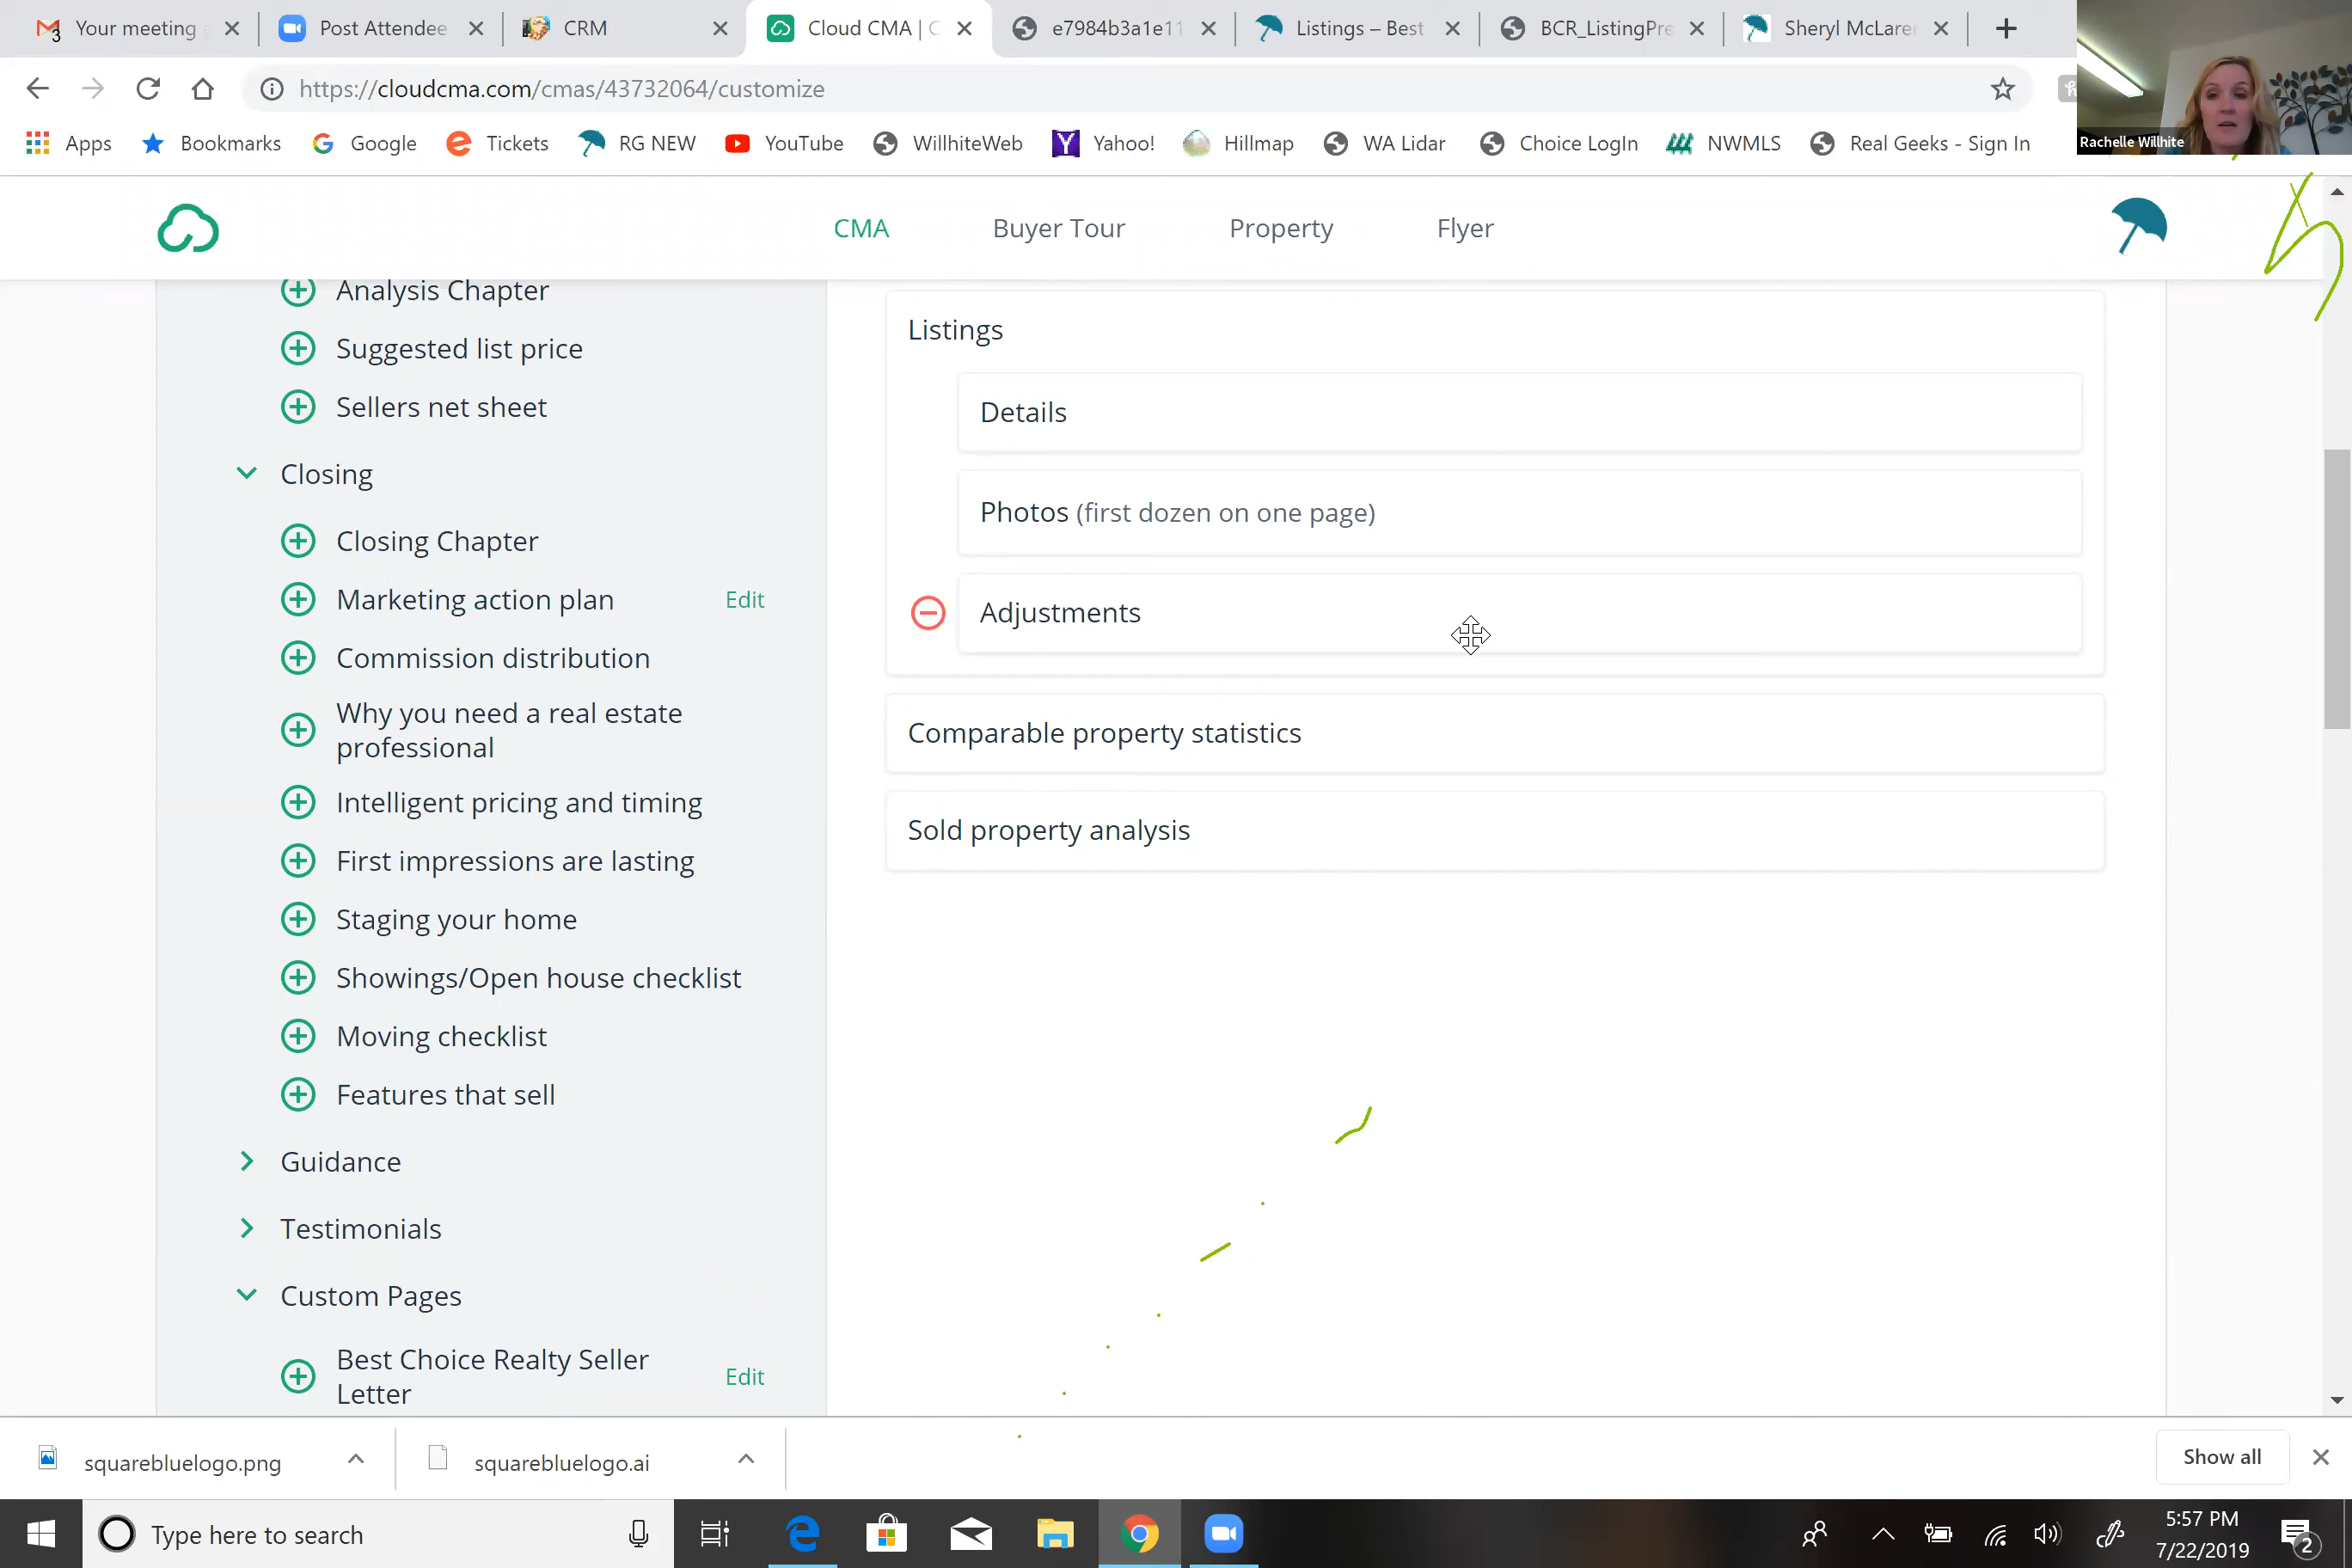 Your meeting
Post Attendee
CRM
Cloud CMA | C
e7984b3a1e11
Listings – Best
BCR_ListingPre
Sheryl McLaren
https://cloudcma.com/cmas/43732064/customize
Apps
Bookmarks
Google
Tickets
RG NEW
YouTube
WillhiteWeb
Yahoo!
Hillmap
WA Lidar
Choice LogIn
NWMLS
Real Geeks - Sign In
Rachelle Willhite
CMA
Buyer Tour
Property
Flyer
Analysis Chapter
Suggested list price
Sellers net sheet
Closing
Closing Chapter
Marketing action plan Edit
Commission distribution
Why you need a real estate
professional
Intelligent pricing and timing
First impressions are lasting
Staging your home
Showings/Open house checklist
Moving checklist
Features that sell
Guidance
Testimonials
Custom Pages
Best Choice Realty Seller
Letter
Edit
Listings
Details
Photos (first dozen on one page)
Adjustments
Comparable property statistics
Sold property analysis
squarebluelogo.png
squarebluelogo.ai
Show all
Type here to search
5:57 PM
7/22/2019
2